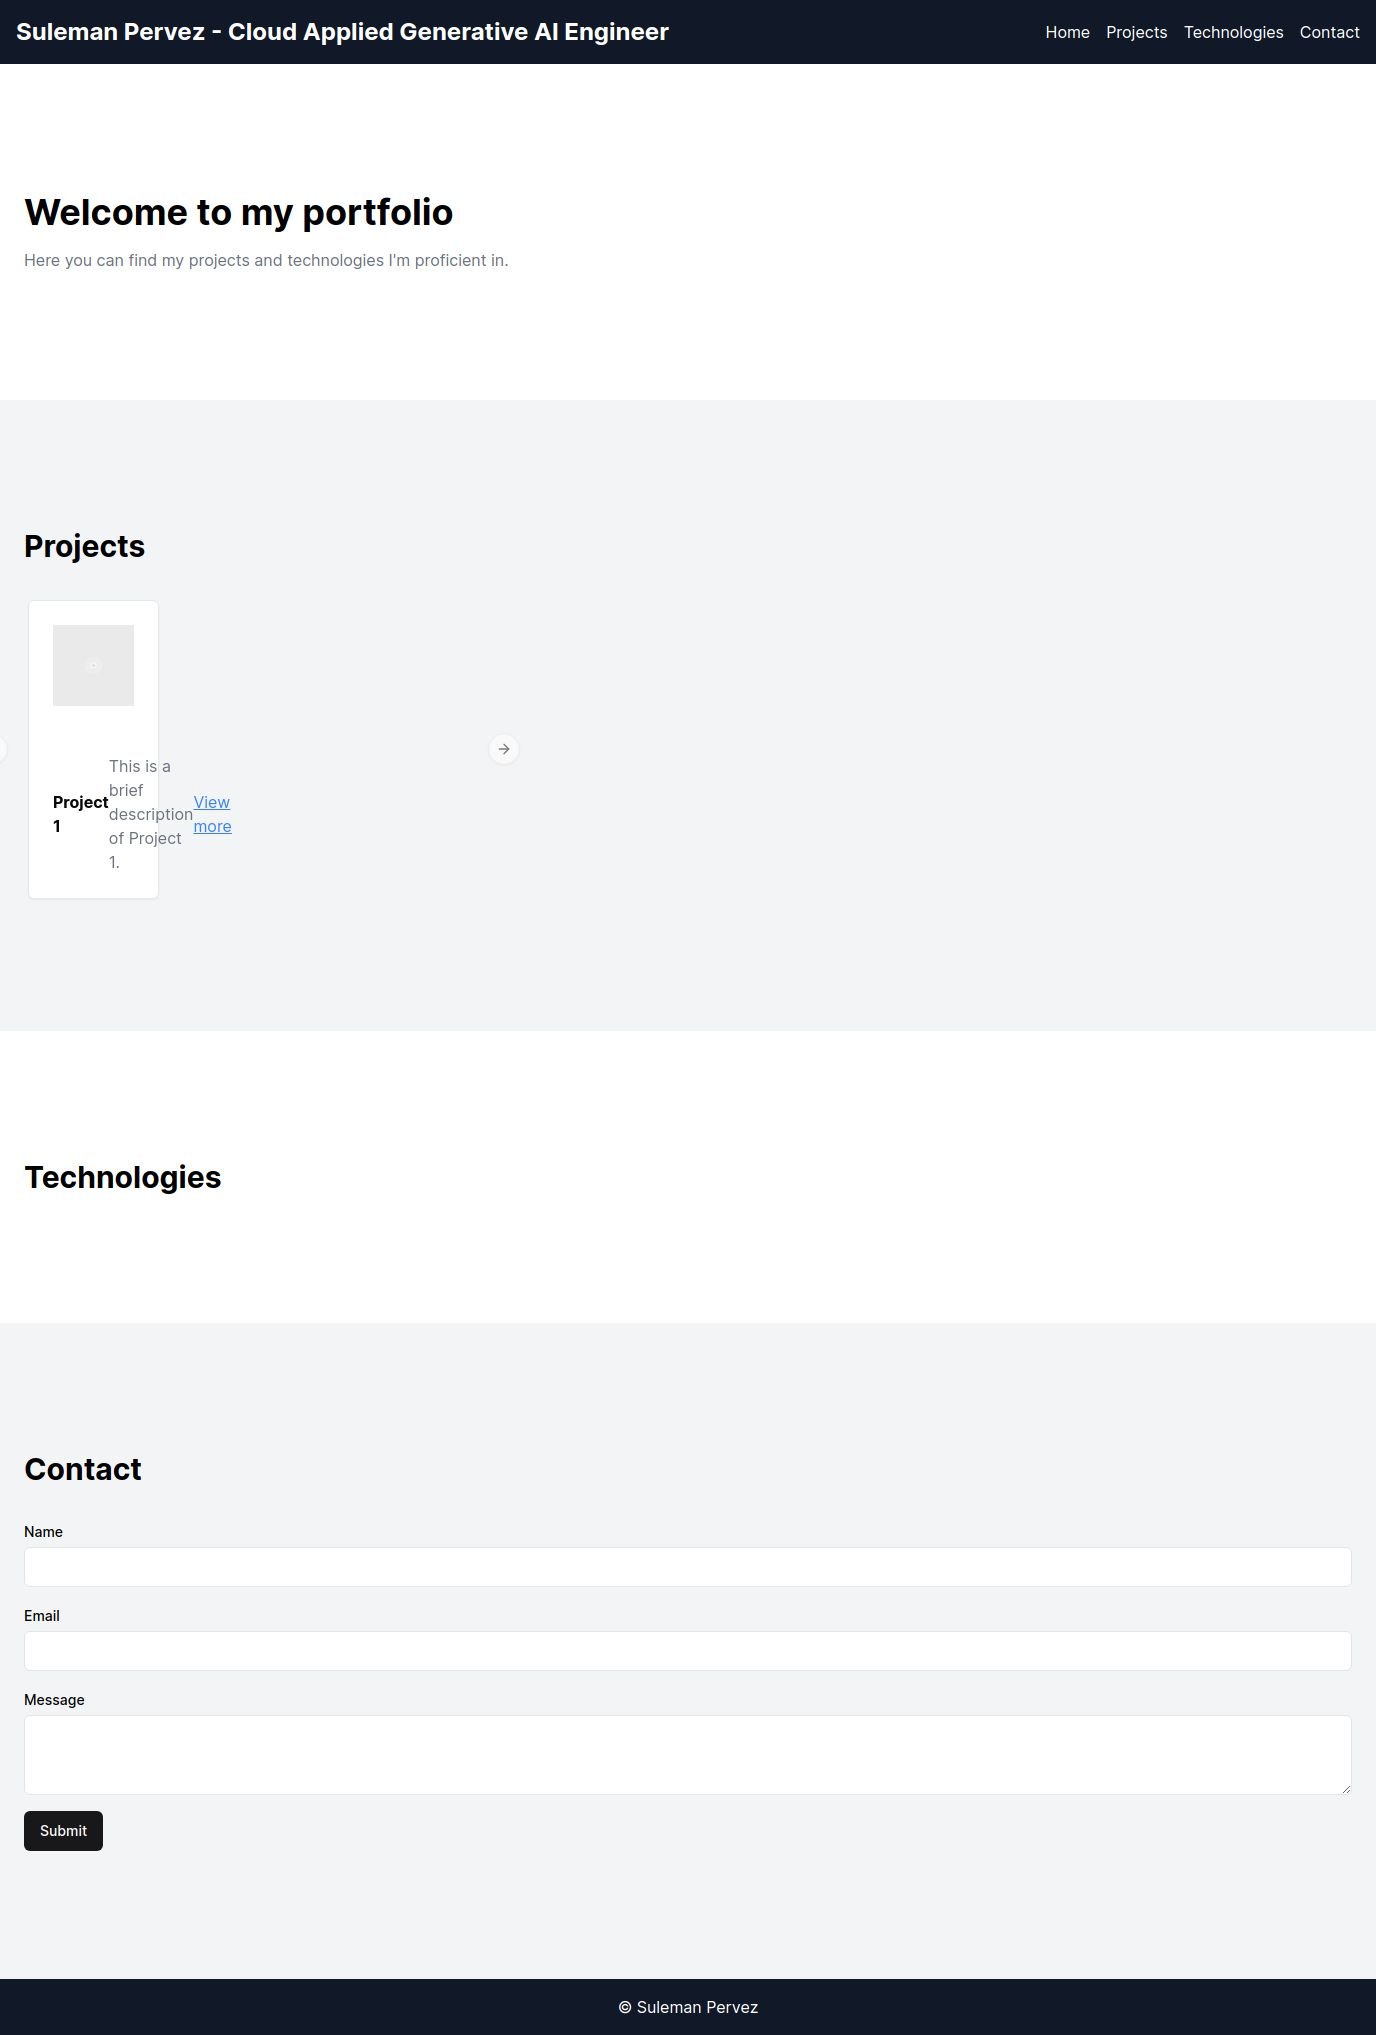 Suleman Pervez - Cloud Applied Generative AI Engineer
Home Projects Technologies Contact
Welcome to my portfolio
Here you can find my projects and technologies I'm proficient in.
Projects
Project
1
This is a
brief
description
of Project
1.
View
more
Technologies
Contact
Name
Email
Message
Submit
© Suleman Pervez